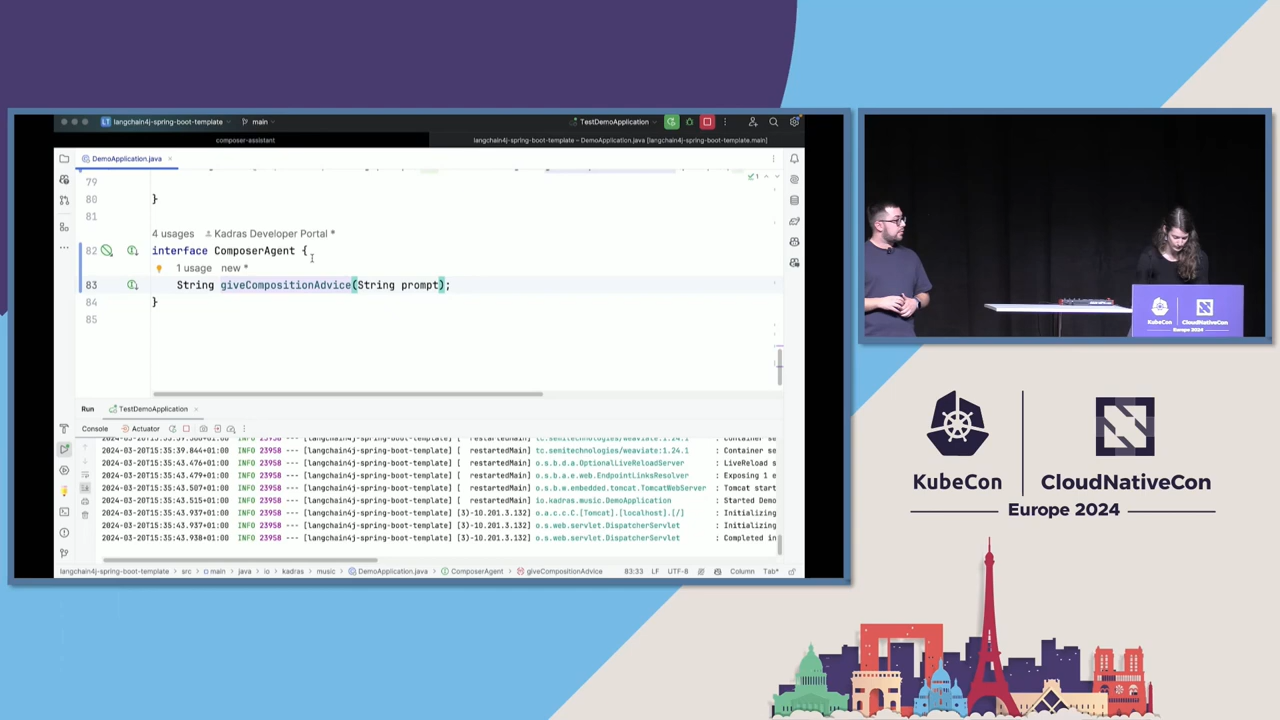 langchain4j-spring-boot-template
main
TestDemoApplication
composer-assistant
langchain4j-spring-boot-template – DemoApplication.java [langchain4j-spring-boot-template.main]
DemoApplication.java
1
79
80 }
81
4 usages Kadras Developer Portal *
82 interface ComposerAgent {
1 usage new *
83 String giveCompositionAdvice(String prompt);
84 }
85
Run TestDemoApplication
Console Actuator
2024-03-20T15:35:39.844+01:00 INFO 23958 --- [langchain4j-spring-boot-template] [ restartedMain] tc.semitechnologies/weaviate:1.24.1 : Container se
2024-03-20T15:35:43.479+01:00 INFO 23958 --- [langchain4j-spring-boot-template] [ restartedMain] o.s.b.d.a.OptionalLiveReloadServer : LiveReload s
2024-03-20T15:35:43.491+01:00 INFO 23958 --- [langchain4j-spring-boot-template] [ restartedMain] o.s.b.a.e.web.EndpointLinksResolver : Exposing 1 e
2024-03-20T15:35:43.507+01:00 INFO 23958 --- [langchain4j-spring-boot-template] [ restartedMain] o.s.b.w.embedded.tomcat.TomcatWebServer : Tomcat start
2024-03-20T15:35:43.515+01:00 INFO 23958 --- [langchain4j-spring-boot-template] [ restartedMain] io.kadras.music.DemoApplication : Started Demo
2024-03-20T15:35:43.937+01:00 INFO 23958 --- [langchain4j-spring-boot-template] [(3)-10.201.3.132] o.a.c.c.C.[Tomcat].[localhost].[/] : Initializing
2024-03-20T15:35:43.937+01:00 INFO 23958 --- [langchain4j-spring-boot-template] [(3)-10.201.3.132] o.s.web.servlet.DispatcherServlet : Initializing
2024-03-20T15:35:43.938+01:00 INFO 23958 --- [langchain4j-spring-boot-template] [(3)-10.201.3.132] o.s.web.servlet.DispatcherServlet : Completed in
langchain4j-spring-boot-template > src > main > java > io > kadras > music > DemoApplication.java > ComposerAgent > giveCompositionAdvice 83:33 LF UTF-8 Column Tab*
KubeCon CloudNativeCon
Europe 2024
KubeCon CloudNativeCon
Europe 2024